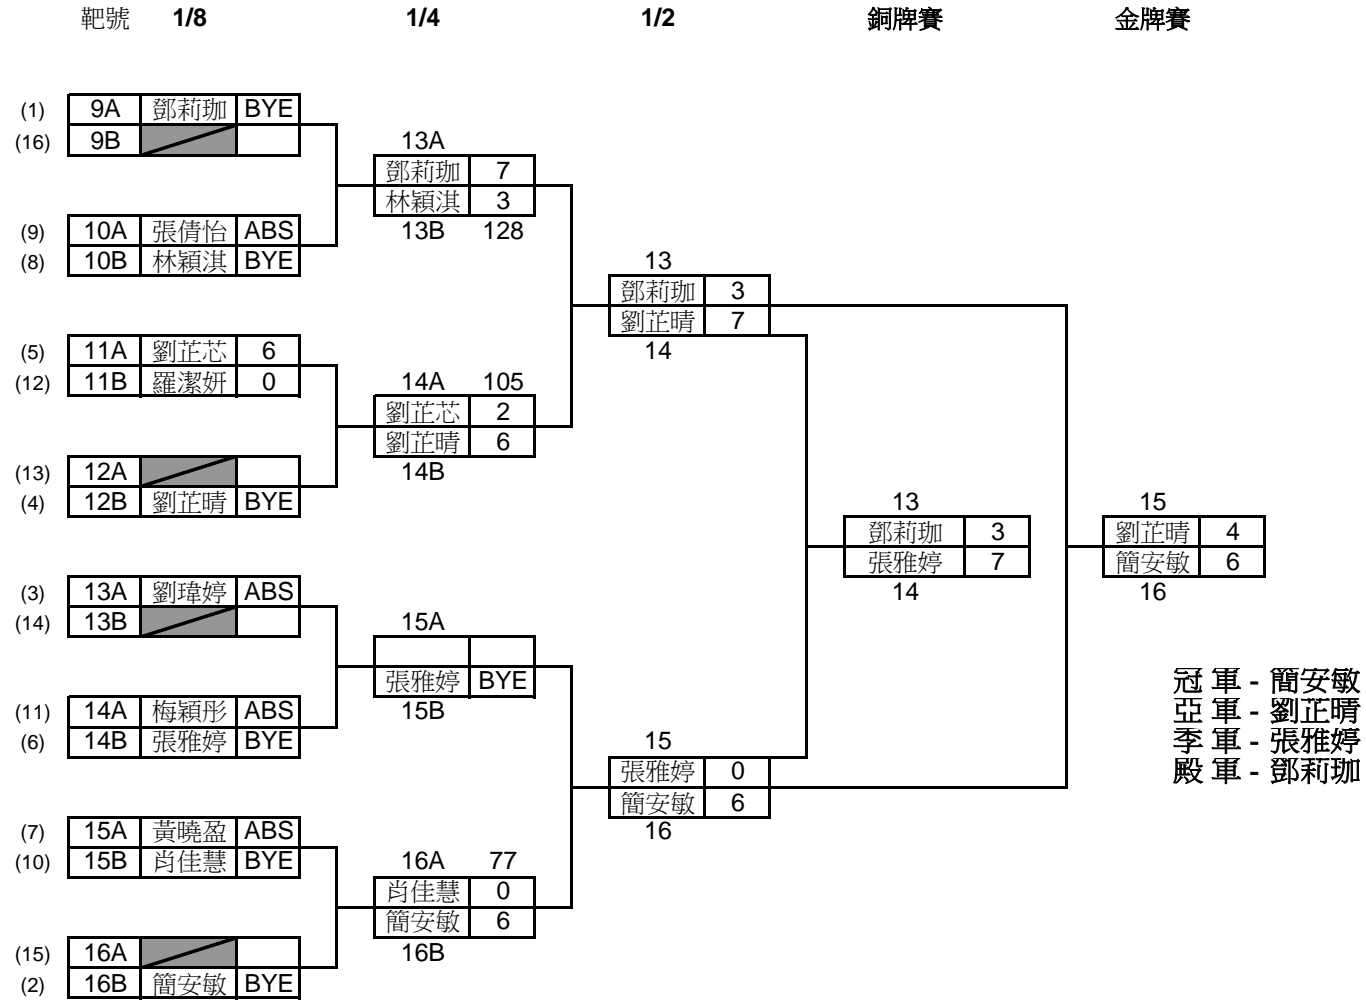 靶號 1/8 1/4 1/2 銅牌賽 金牌賽
(1) 9A 鄧莉珈 BYE
(16) 9B 13A
鄧莉珈 7
林穎淇 3
(9) 10A 張倩怡 ABS 13B 128
(8) 10B 林穎淇 BYE 13
鄧莉珈 3
劉芷晴 7
(5) 11A 劉芷芯 6 14
(12) 11B 羅潔妍 0 14A 105
劉芷芯 2
劉芷晴 6
(13) 12A 14B
(4) 12B 劉芷晴 BYE 13 15
鄧莉珈 3 劉芷晴 4
張雅婷 7 簡安敏 6
(3) 13A 劉瑋婷 ABS 14 16
(14) 13B 15A
張雅婷 BYE
(11) 14A 梅穎彤 ABS 15B
(6) 14B 張雅婷 BYE 15
張雅婷 0
簡安敏 6
冠 軍 - 簡安敏
亞 軍 - 劉芷晴
季 軍 - 張雅婷
殿 軍 - 鄧莉珈
(7) 15A 黃曉盈 ABS 16
(10) 15B 肖佳慧 BYE 16A 77
肖佳慧 0
簡安敏 6
(15) 16A 16B
(2) 16B 簡安敏 BYE